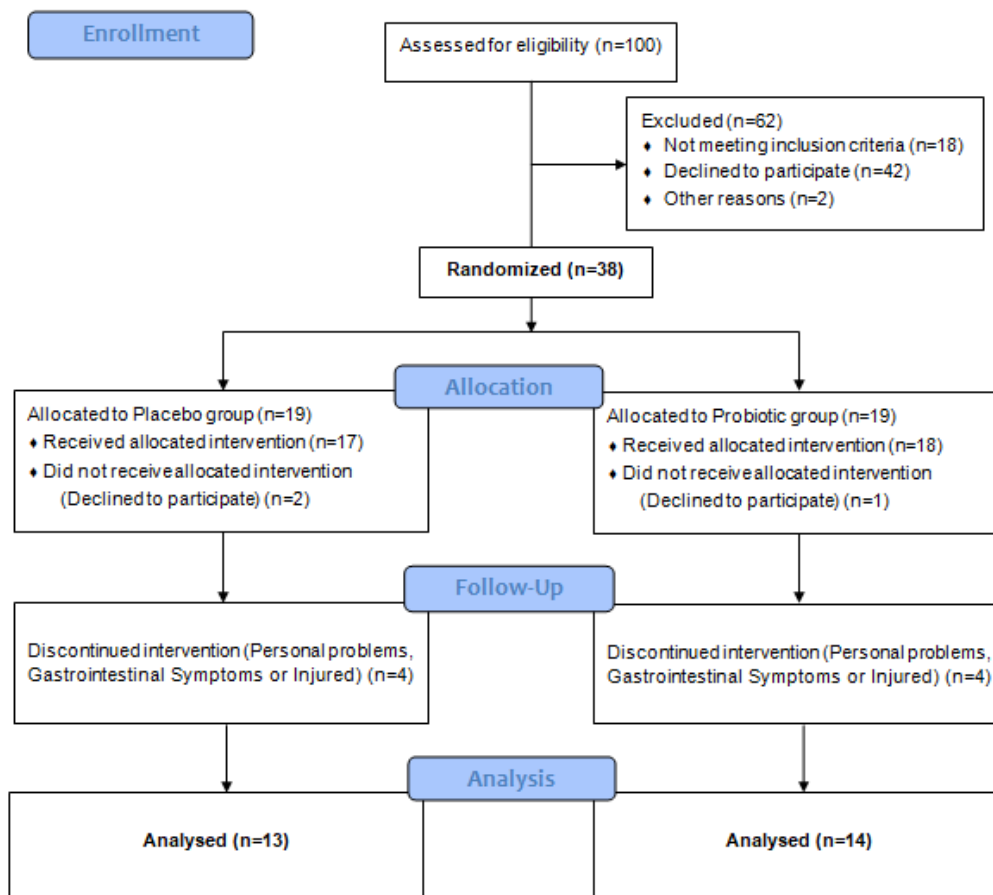 Enrollment
Assessed for eligibility (n=100)
Excluded (n=62)
♦ Not meeting inclusion criteria (n=18)
♦ Declined to participate (n=42)
♦ Other reasons (n=2)
Randomized (n=38)
Allocation
Allocated to Placebo group (n=19)
♦ Received allocated intervention (n=17)
♦ Did not receive allocated intervention
(Declined to participate) (n=2)
Allocated to Probiotic group (n=19)
♦ Received allocated intervention (n=18)
♦ Did not receive allocated intervention
(Declined to participate) (n=1)
Follow-Up
Discontinued intervention (Personal problems,
Gastrointestinal Symptoms or Injured) (n=4)
Discontinued intervention (Personal problems,
Gastrointestinal Symptoms or Injured) (n=4)
Analysis
Analysed (n=13)
Analysed (n=14)